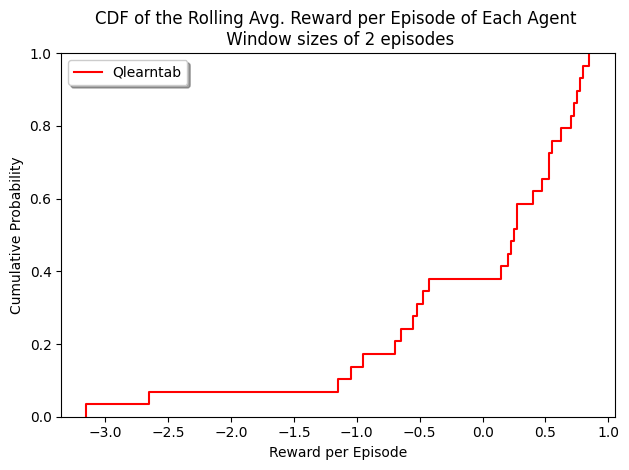 CDF of the Rolling Avg. Reward per Episode of Each Agent
Window sizes of 2 episodes
Qlearntab
Cumulative Probability
1.0
0.8
0.6
0.4
0.2
0.0
−3.0 −2.5 −2.0 −1.5 −1.0 −0.5 0.0 0.5 1.0
Reward per Episode